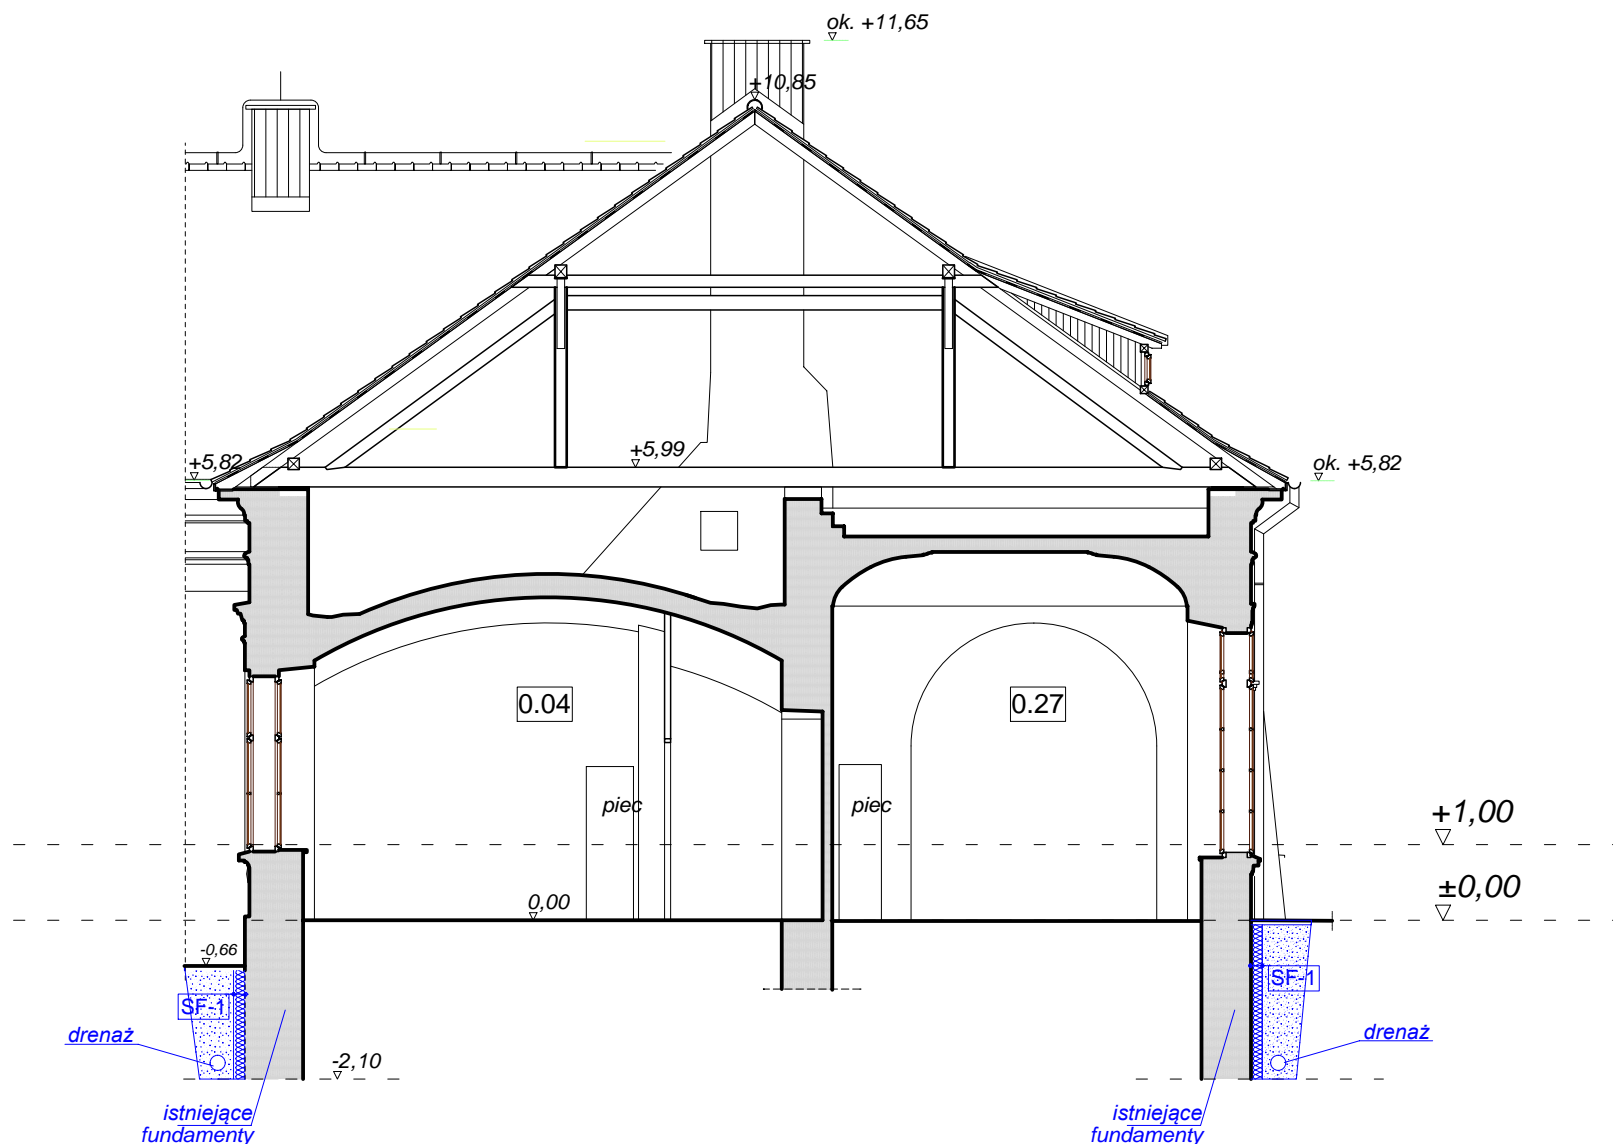 ok. +11,65
+10,85
+5,82
+5,99
ok. +5,82
0.04
0.27
piec
piec
+1,00
±0,00
0,00
-0,66
SF-1
SF-1
drenaż
drenaż
-2,10
istniejące
fundamenty
istniejące
fundamenty